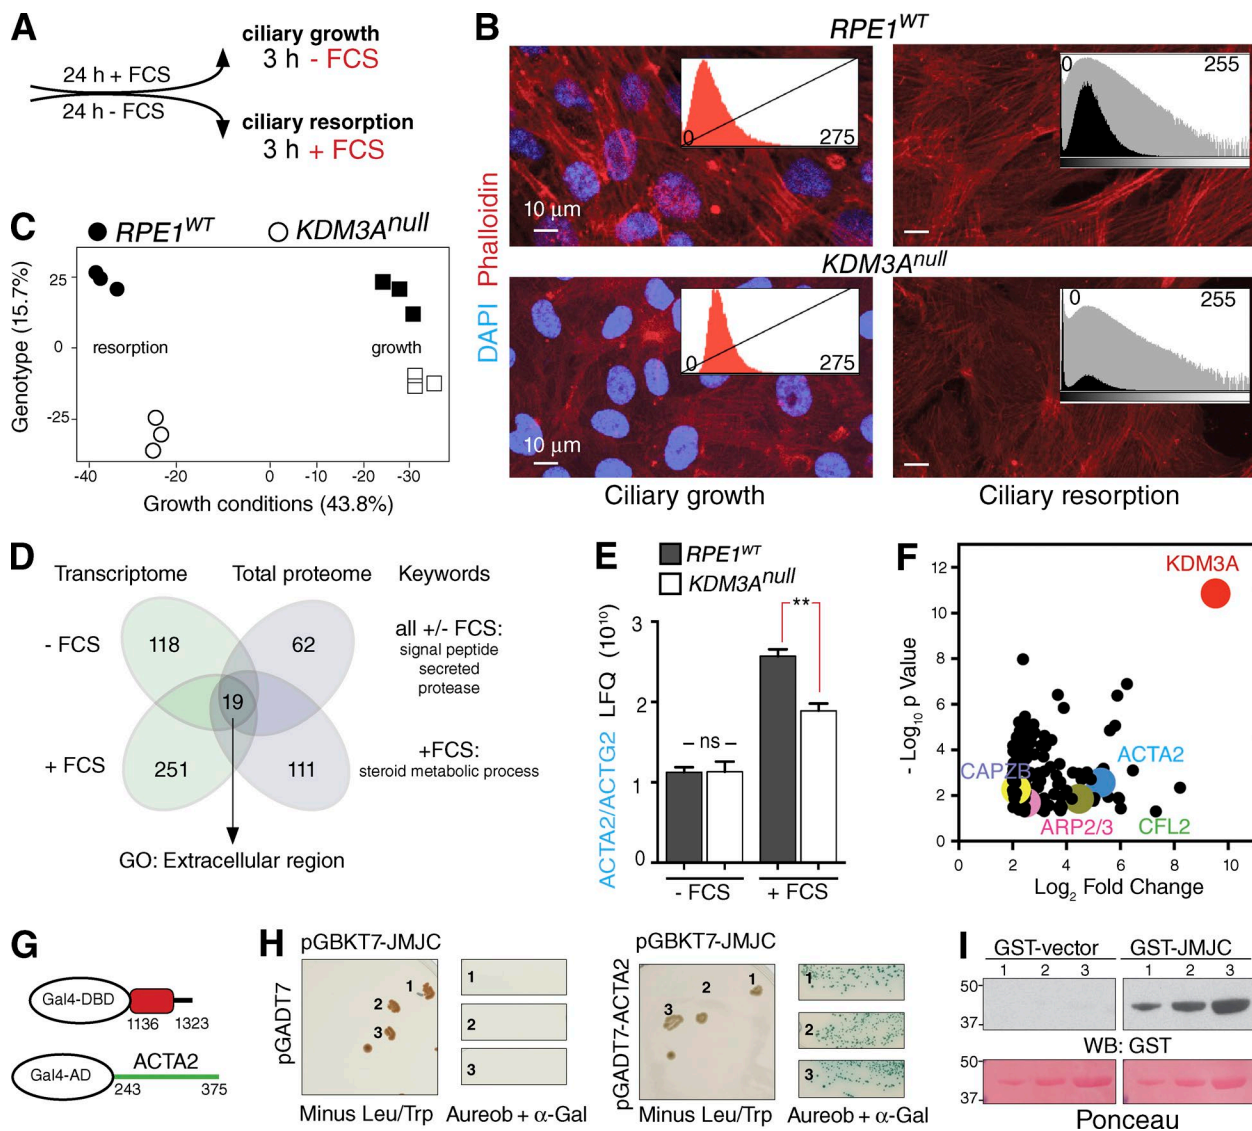 A
24 h + FCS
24 h - FCS
ciliary growth
3 h - FCS
ciliary resorption
3 h + FCS
B
RPE1WT
DAPI Phalloidin
0
275
10 µm
0
255
KDM3Anull
0
275
10 µm
0
255
Ciliary growth
Ciliary resorption
C
RPE1WT
KDM3Anull
Genotype (15.7%)
25
0
-25
resorption
growth
-40
-20
0
-10
-20
-30
Growth conditions (43.8%)
D
Transcriptome
Total proteome
Keywords
- FCS
118
62
all +/- FCS:
signal peptide
secreted
protease
19
+ FCS
251
111
+FCS:
steroid metabolic process
GO: Extracellular region
E
RPE1WT
KDM3Anull
ACTA2/ACTG2 LFQ (10^10)
3
2
1
0
ns
**
- FCS
+ FCS
F
- Log10 p Value
12
10
8
6
4
2
0
KDM3A
ACTA2
CAPZB
ARP2/3
CFL2
0
2
4
6
8
10
Log2 Fold Change
G
Gal4-DBD
1136
1323
Gal4-AD
ACTA2
243
375
H
pGBKT7-JMJC
pGADT7
1
2
3
1
2
3
Minus Leu/Trp
Aureob + α-Gal
pGBKT7-JMJC
pGADT7-ACTA2
1
2
3
1
2
3
Minus Leu/Trp
Aureob + α-Gal
I
GST-vector
GST-JMJC
1 2 3
1 2 3
50
37
WB: GST
50
37
Ponceau